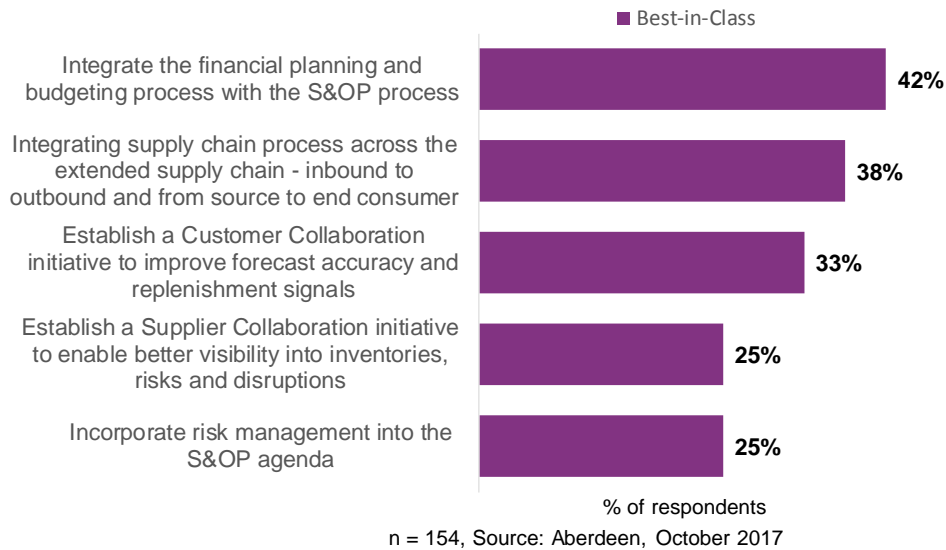 Best-in-Class
Integrate the financial planning and
budgeting process with the S&OP process
42%
Integrating supply chain process across the
extended supply chain - inbound to
outbound and from source to end consumer
38%
Establish a Customer Collaboration
initiative to improve forecast accuracy and
replenishment signals
33%
Establish a Supplier Collaboration initiative
to enable better visibility into inventories,
risks and disruptions
25%
Incorporate risk management into the
S&OP agenda
25%
% of respondents
n = 154, Source: Aberdeen, October 2017